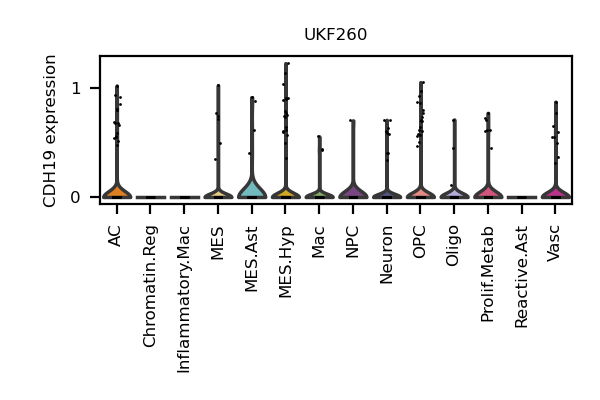 UKF260
CDH19 expression
1
0
AC
Chromatin.Reg
Inflammatory.Mac
MES
MES.Ast
MES.Hyp
Mac
NPC
Neuron
OPC
Oligo
Prolif.Metab
Reactive.Ast
Vasc